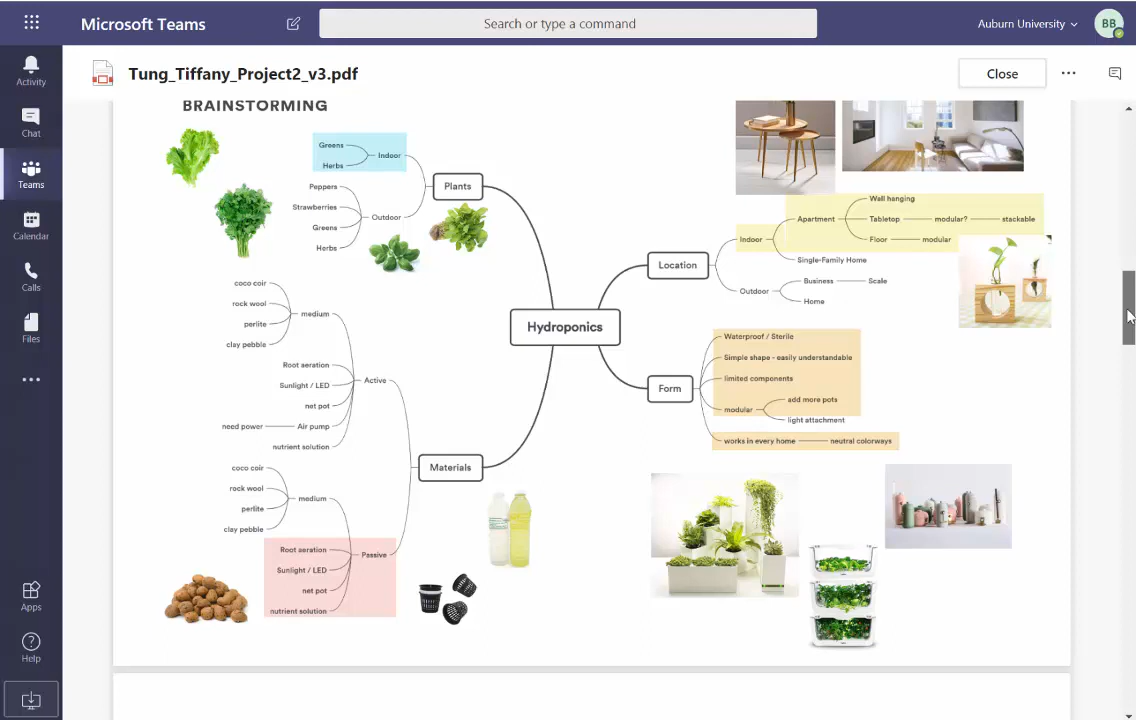 Microsoft Teams
Search or type a command
Auburn University
BB
Activity
Chat
Teams
Calendar
Calls
Files
Apps
Help
Tung_Tiffany_Project2_v3.pdf
Close
BRAINSTORMING
Hydroponics
Plants
Indoor
Greens
Herbs
Outdoor
Peppers
Strawberries
Greens
Herbs
Location
Indoor
Apartment
Wall hanging
Tabletop
modular?
stackable
Floor
modular
Single-Family Home
Outdoor
Business
Scale
Home
Form
Waterproof / Sterile
Simple shape - easily understandable
limited components
modular
add more pots
light attachment
works in every home
neutral colorways
Materials
Active
medium
coco coir
rock wool
perlite
clay pebble
Root aeration
Sunlight / LED
net pot
Air pump
need power
nutrient solution
Passive
medium
coco coir
rock wool
perlite
clay pebble
Root aeration
Sunlight / LED
net pot
nutrient solution